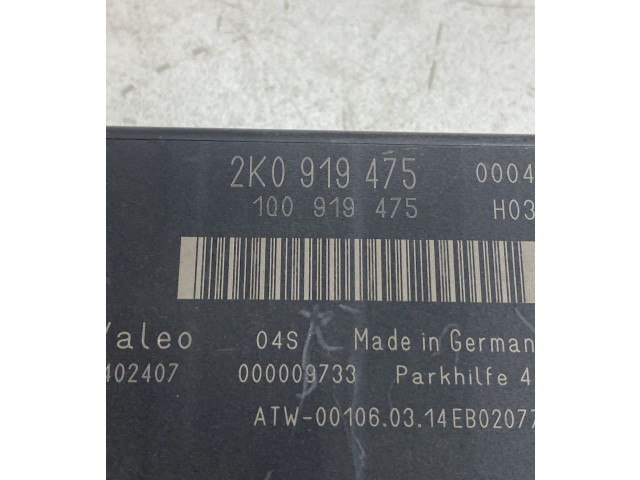 2K0 919 475 0004
1Q0 919 475 H03
Valeo 04S Made in German
402407 000009733 Parkhilfe 4
ATW-00106.03.14EB02077